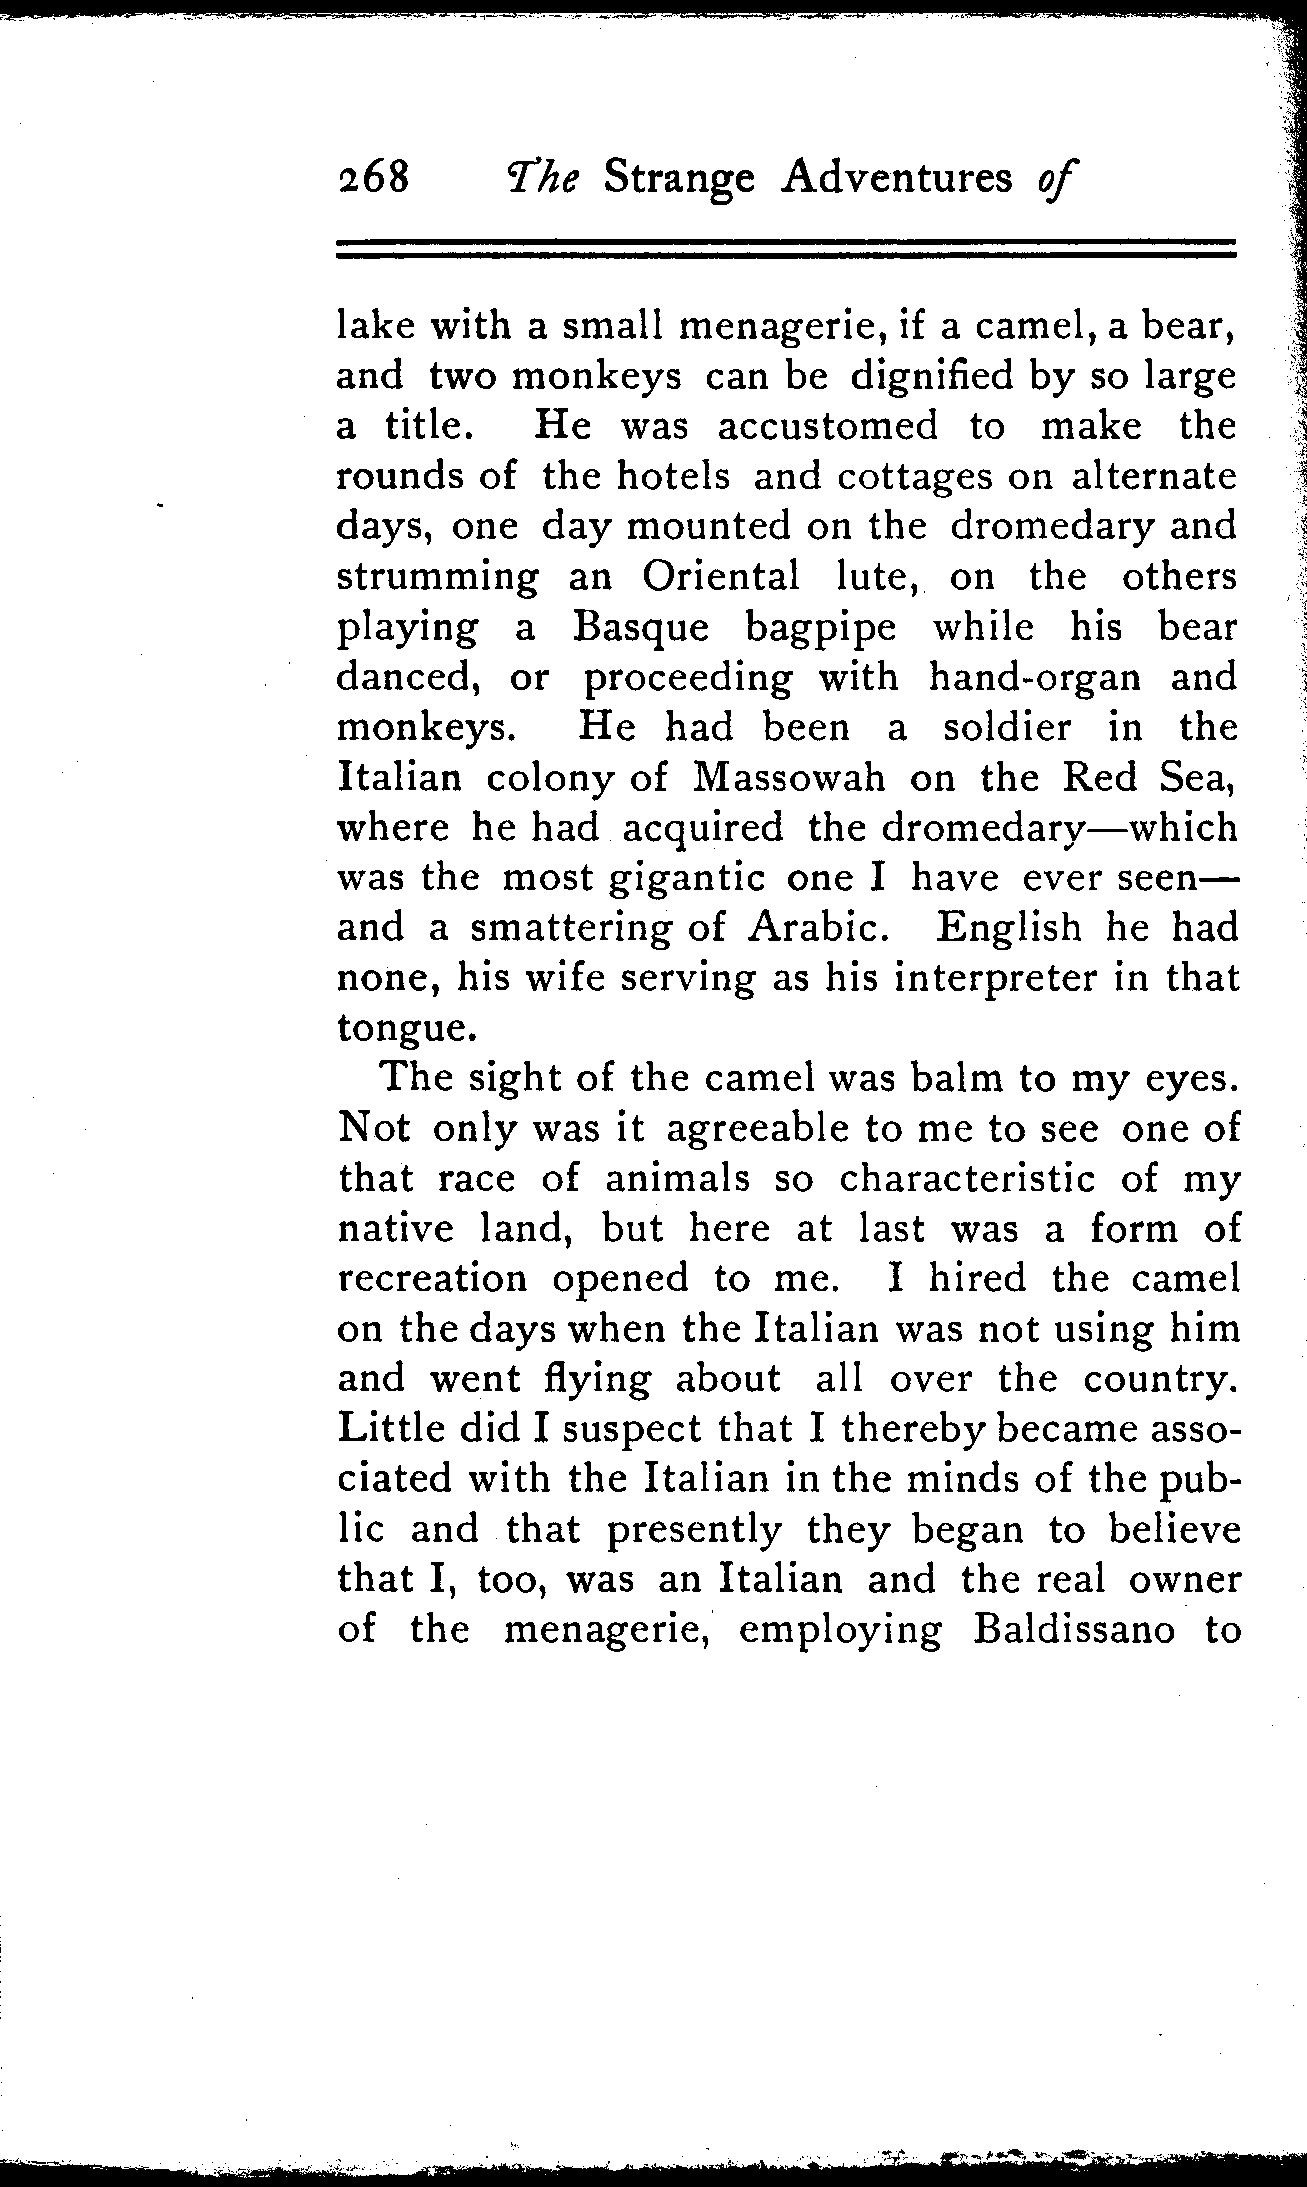 268 The Strange Adventures of
lake with a small menagerie, if a camel, a bear,
and two monkeys can be dignified by so large
a title. He was accustomed to make the
rounds of the hotels and cottages on alternate
days, one day mounted on the dromedary and
strumming an Oriental lute, on the others
playing a Basque bagpipe while his bear
danced, or proceeding with hand-organ and
monkeys. He had been a soldier in the
Italian colony of Massowah on the Red Sea,
where he had acquired the dromedary—which
was the most gigantic one I have ever seen—
and a smattering of Arabic. English he had
none, his wife serving as his interpreter in that
tongue.
The sight of the camel was balm to my eyes.
Not only was it agreeable to me to see one of
that race of animals so characteristic of my
native land, but here at last was a form of
recreation opened to me. I hired the camel
on the days when the Italian was not using him
and went flying about all over the country.
Little did I suspect that I thereby became asso-
ciated with the Italian in the minds of the pub-
lic and that presently they began to believe
that I, too, was an Italian and the real owner
of the menagerie, employing Baldissano to